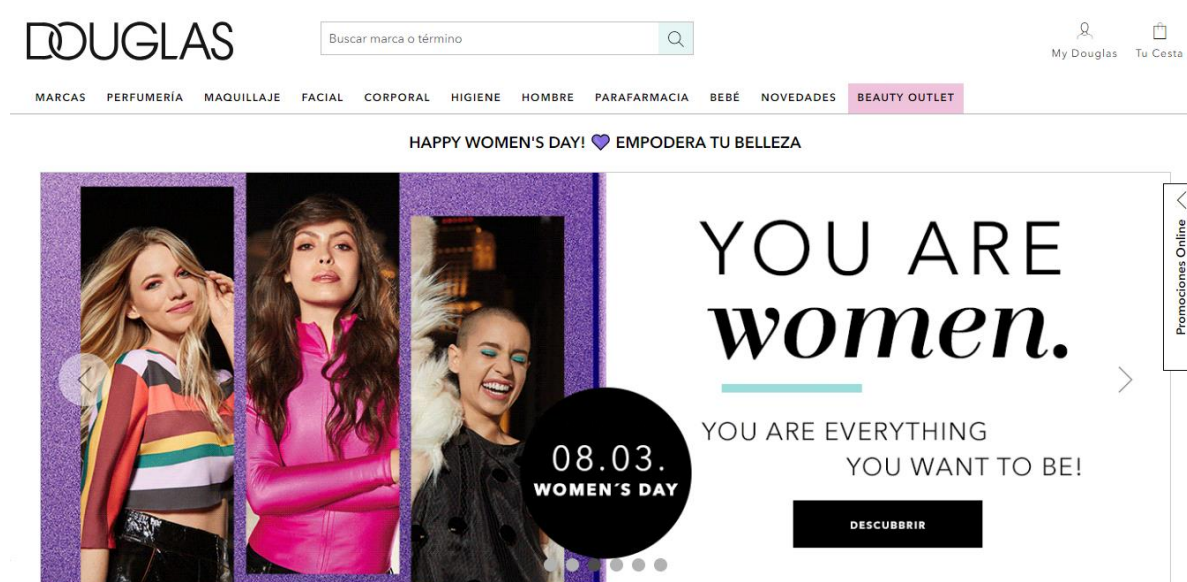 DOUGLAS
Buscar marca o término
My Douglas
Tu Cesta
MARCAS PERFUMERÍA MAQUILLAJE FACIAL CORPORAL HIGIENE HOMBRE PARAFARMACIA BEBÉ NOVEDADES BEAUTY OUTLET
HAPPY WOMEN'S DAY! 💜 EMPODERA TU BELLEZA
YOU ARE
women.
YOU ARE EVERYTHING
YOU WANT TO BE!
DESCUBBRIR
08.03.
WOMEN´S DAY
Promociones Online